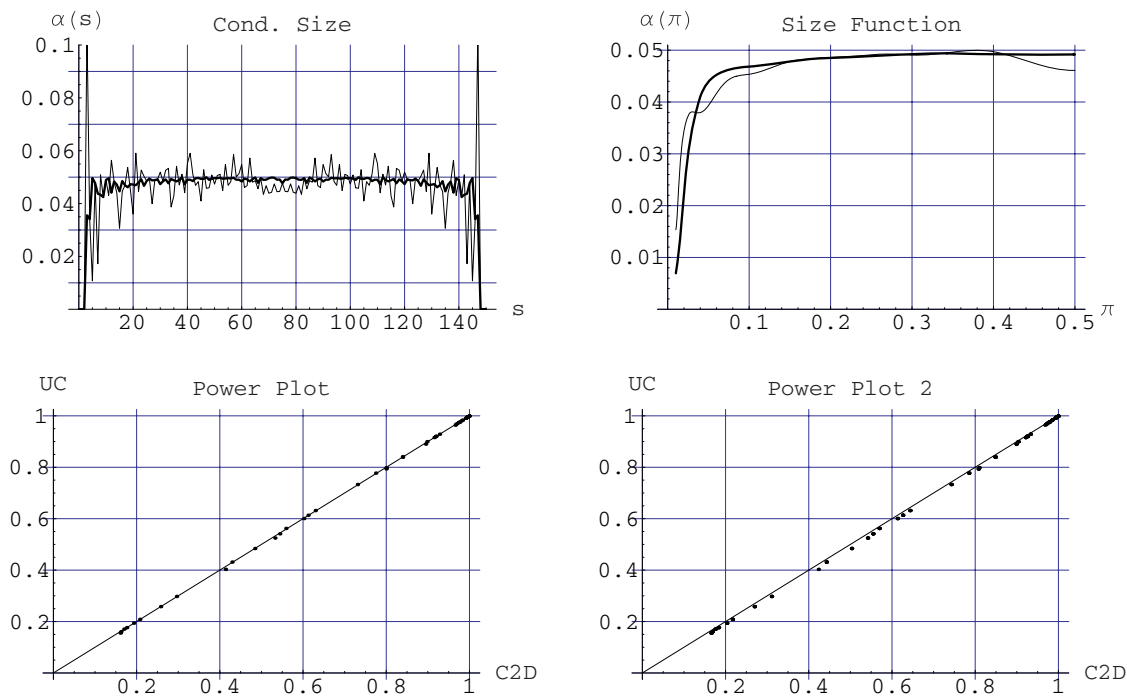 α(s)
Cond. Size
0.1
0.08
0.06
0.04
0.02
20 40 60 80 100 120 140
s
α(π)
Size Function
0.05
0.04
0.03
0.02
0.01
0.1 0.2 0.3 0.4 0.5
π
UC
Power Plot
1
0.8
0.6
0.4
0.2
0.2 0.4 0.6 0.8 1
C2D
UC
Power Plot 2
1
0.8
0.6
0.4
0.2
0.2 0.4 0.6 0.8 1
C2D